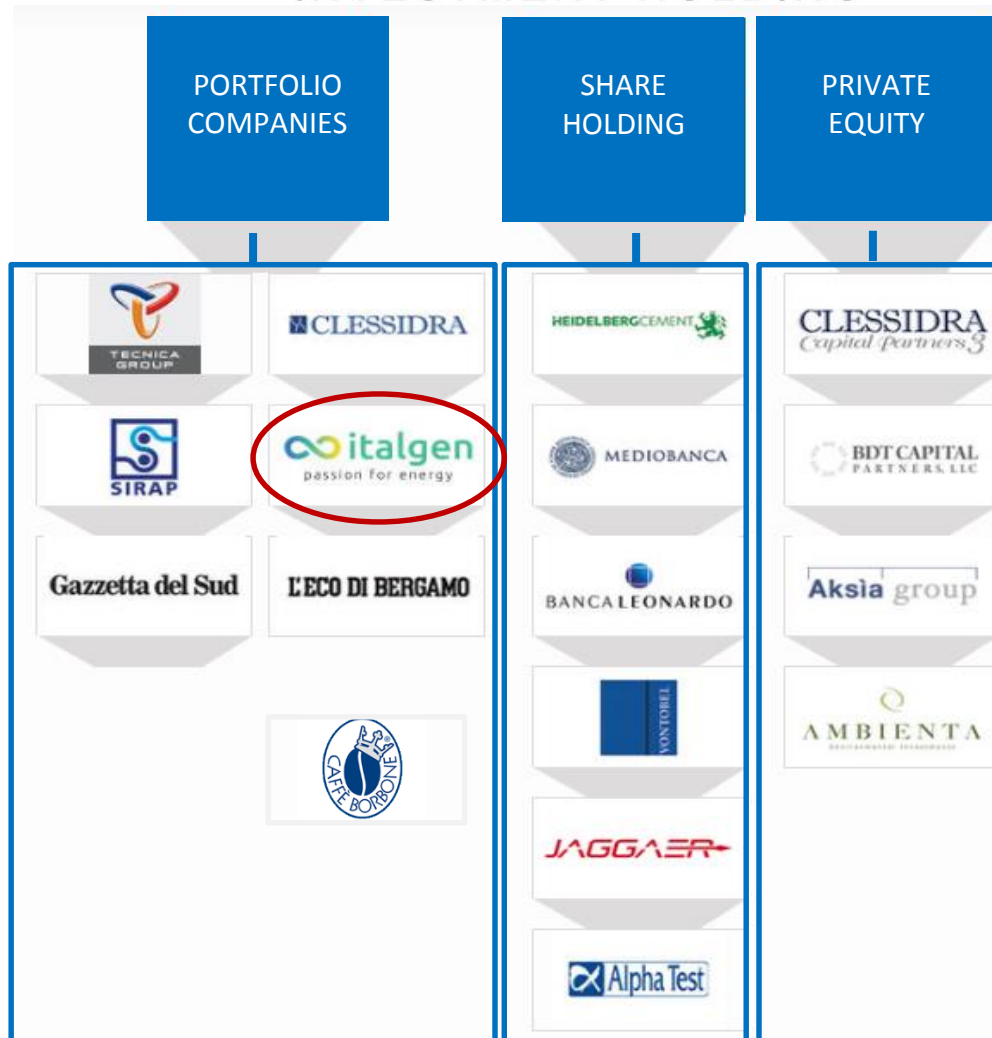 PORTFOLIO
COMPANIES
SHARE
HOLDING
PRIVATE
EQUITY
TECNICA
GROUP
CLESSIDRA
SIRAP
italgen
passion for energy
Gazzetta del Sud
L'ECO DI BERGAMO
CAFFÈ BORBONE
HEIDELBERGCEMENT
MEDIOBANCA
BANCA LEONARDO
VONTOBEL
JAGGAER
Alpha Test
CLESSIDRA
Capital Partners 3
BDT CAPITAL
PARTNERS, LLC
Aksìa group
AMBIENTA